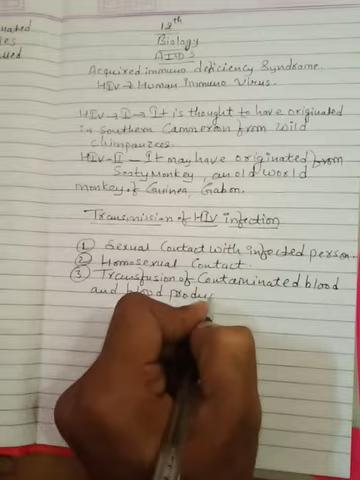 12th
Biology
AIDS
Acquired immuno deficiency Syndrome.
HIV → Human Immuno Virus.
HIV → I → It is thought to have originated
in Southern Cammeron from wild
chimpanzees.
HIV-II - It may have originated from
Sooty Monkey, an old world
monkey of Guinea, Gabon.
Transmission of HIV infection
① Sexual Contact with infected person.
② Homosexual Contact.
③ Transfusion of Contaminated blood
and blood produ